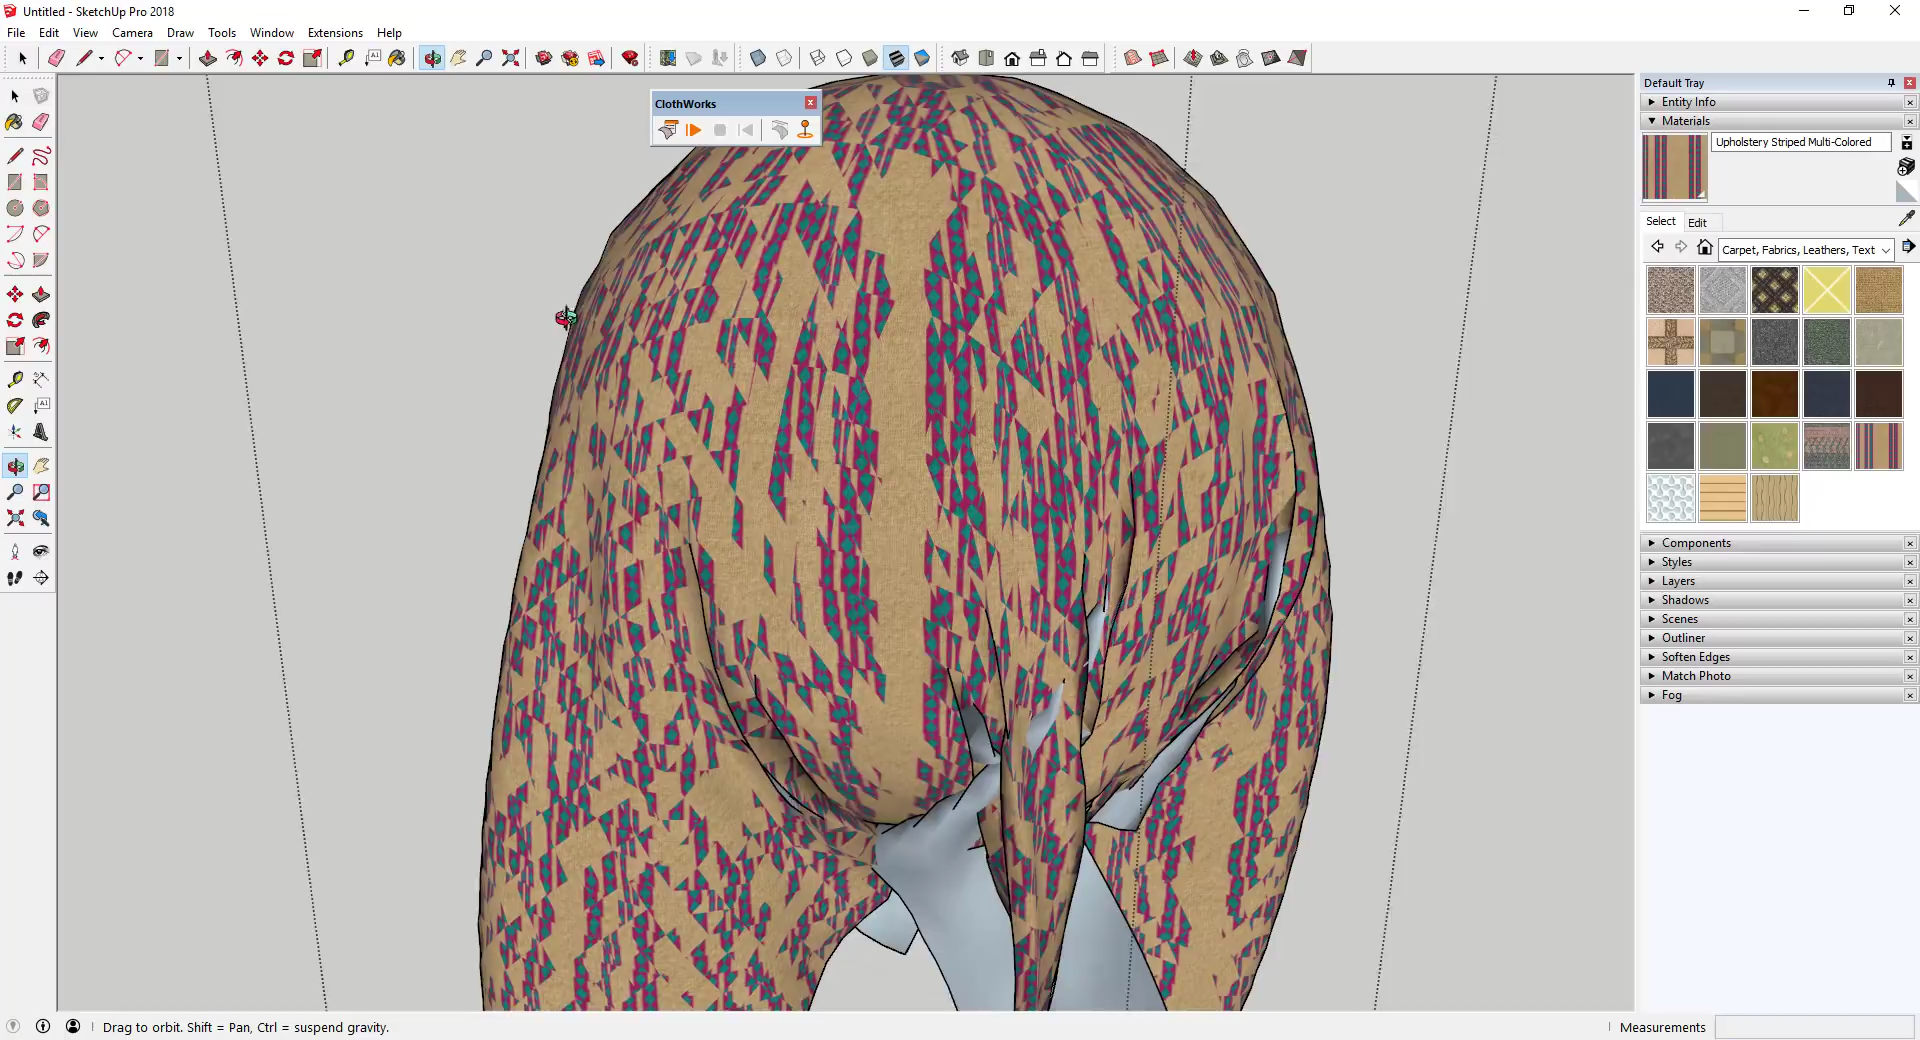 Untitled - SketchUp Pro 2018
File Edit View Camera Draw Tools Window Extensions Help
ClothWorks
Default Tray
Entity Info
Materials
Upholstery Striped Multi-Colored
Select Edit
Carpet, Fabrics, Leathers, Text
Components
Styles
Layers
Shadows
Scenes
Outliner
Soften Edges
Match Photo
Fog
Drag to orbit. Shift = Pan, Ctrl = suspend gravity.
Measurements